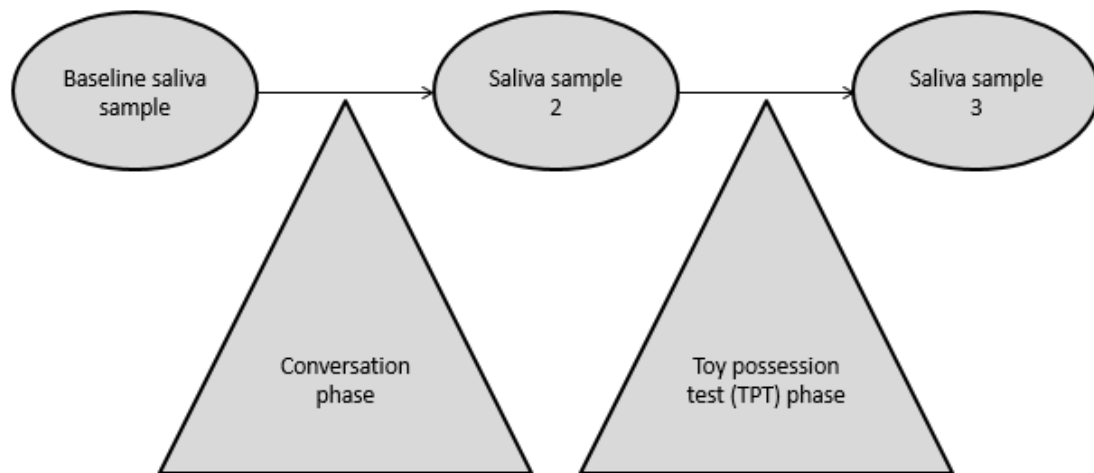 Baseline saliva
sample
Saliva sample
2
Saliva sample
3
Conversation
phase
Toy possession
test (TPT) phase